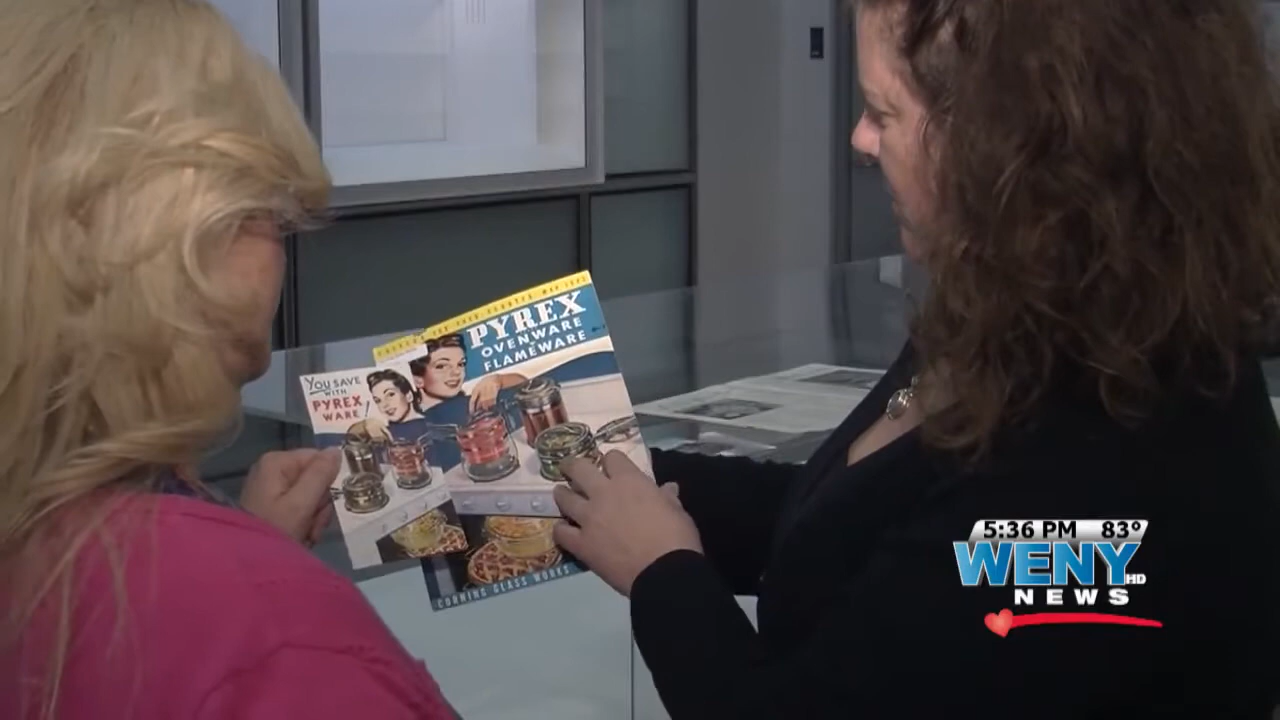 PYREX
OVENWARE
FLAMEWARE
YOU SAVE
WITH
PYREX
WARE!
CORNING GLASS WORKS
5:36 PM 83°
WENY HD
NEWS